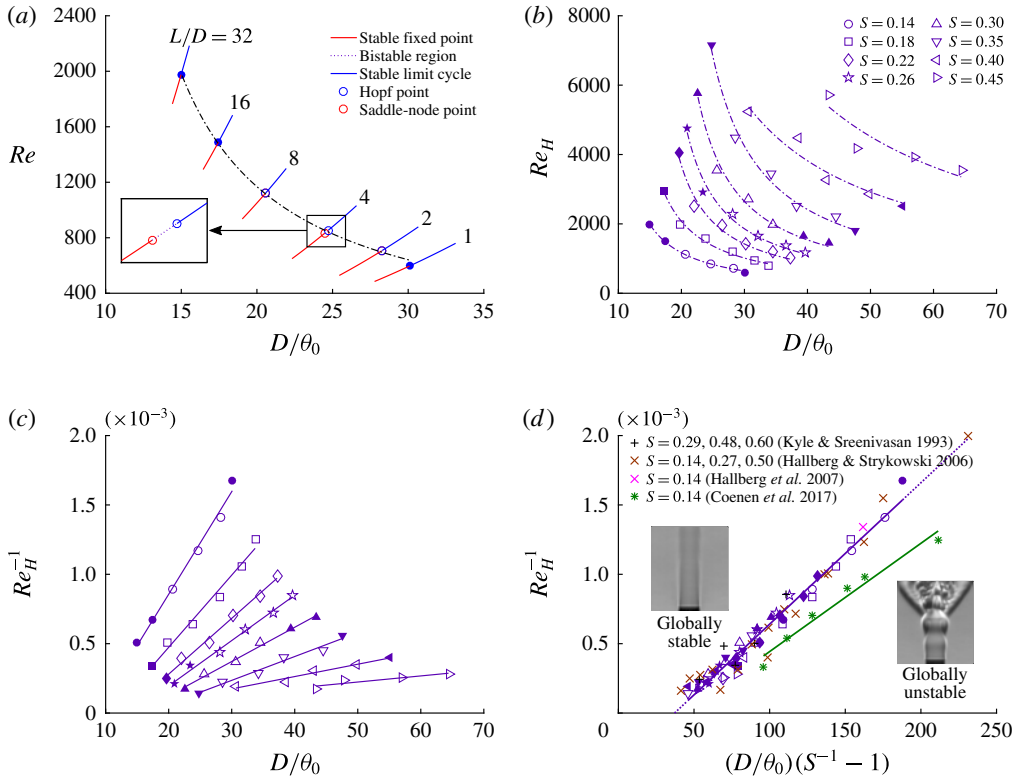 (a)
2400
2000
1600
1200
800
400
Re
L/D = 32
16
8
4
2
1
Stable fixed point
Bistable region
Stable limit cycle
Hopf point
Saddle-node point
10 15 20 25 30 35
D/θ0
(b)
8000
6000
4000
2000
0
ReH
S = 0.14
S = 0.18
S = 0.22
S = 0.26
S = 0.30
S = 0.35
S = 0.40
S = 0.45
10 20 30 40 50 60 70
D/θ0
(c)
(×10−3)
2.0
1.5
1.0
0.5
0
ReH−1
10 20 30 40 50 60 70
D/θ0
(d)
(×10−3)
2.0
1.5
1.0
0.5
0
ReH−1
S = 0.29, 0.48, 0.60 (Kyle & Sreenivasan 1993)
S = 0.14, 0.27, 0.50 (Hallberg & Strykowski 2006)
S = 0.14 (Hallberg et al. 2007)
S = 0.14 (Coenen et al. 2017)
Globally
stable
Globally
unstable
0 50 100 150 200 250
(D/θ0)(S−1 − 1)